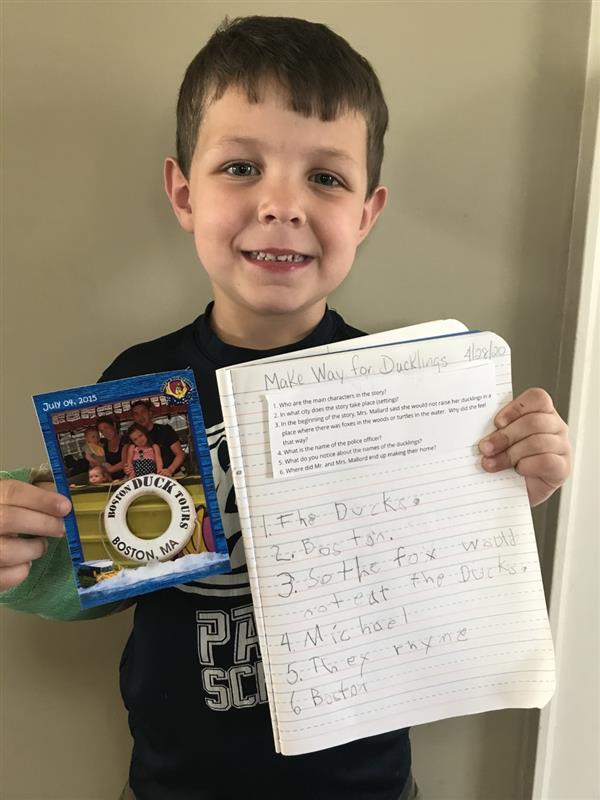 Make Way for Ducklings 4/28/20
1. Who are the main characters in the story?
2. In what city does the story take place (setting)?
3. In the beginning of the story, Mrs. Mallard said she would not raise her ducklings in a
place where there was foxes in the woods or turtles in the water. Why did she feel
that way?
4. What is the name of the police officer?
5. What do you notice about the names of the ducklings?
6. Where did Mr. and Mrs. Mallord end up making their home?
1. The Ducks.
2. Boston.
3. So the fox would
not eat the Ducks.
4. Michael
5. They rhyme
6 Boston
July 04, 2015
BOSTON DUCK TOURS
BOSTON, MA